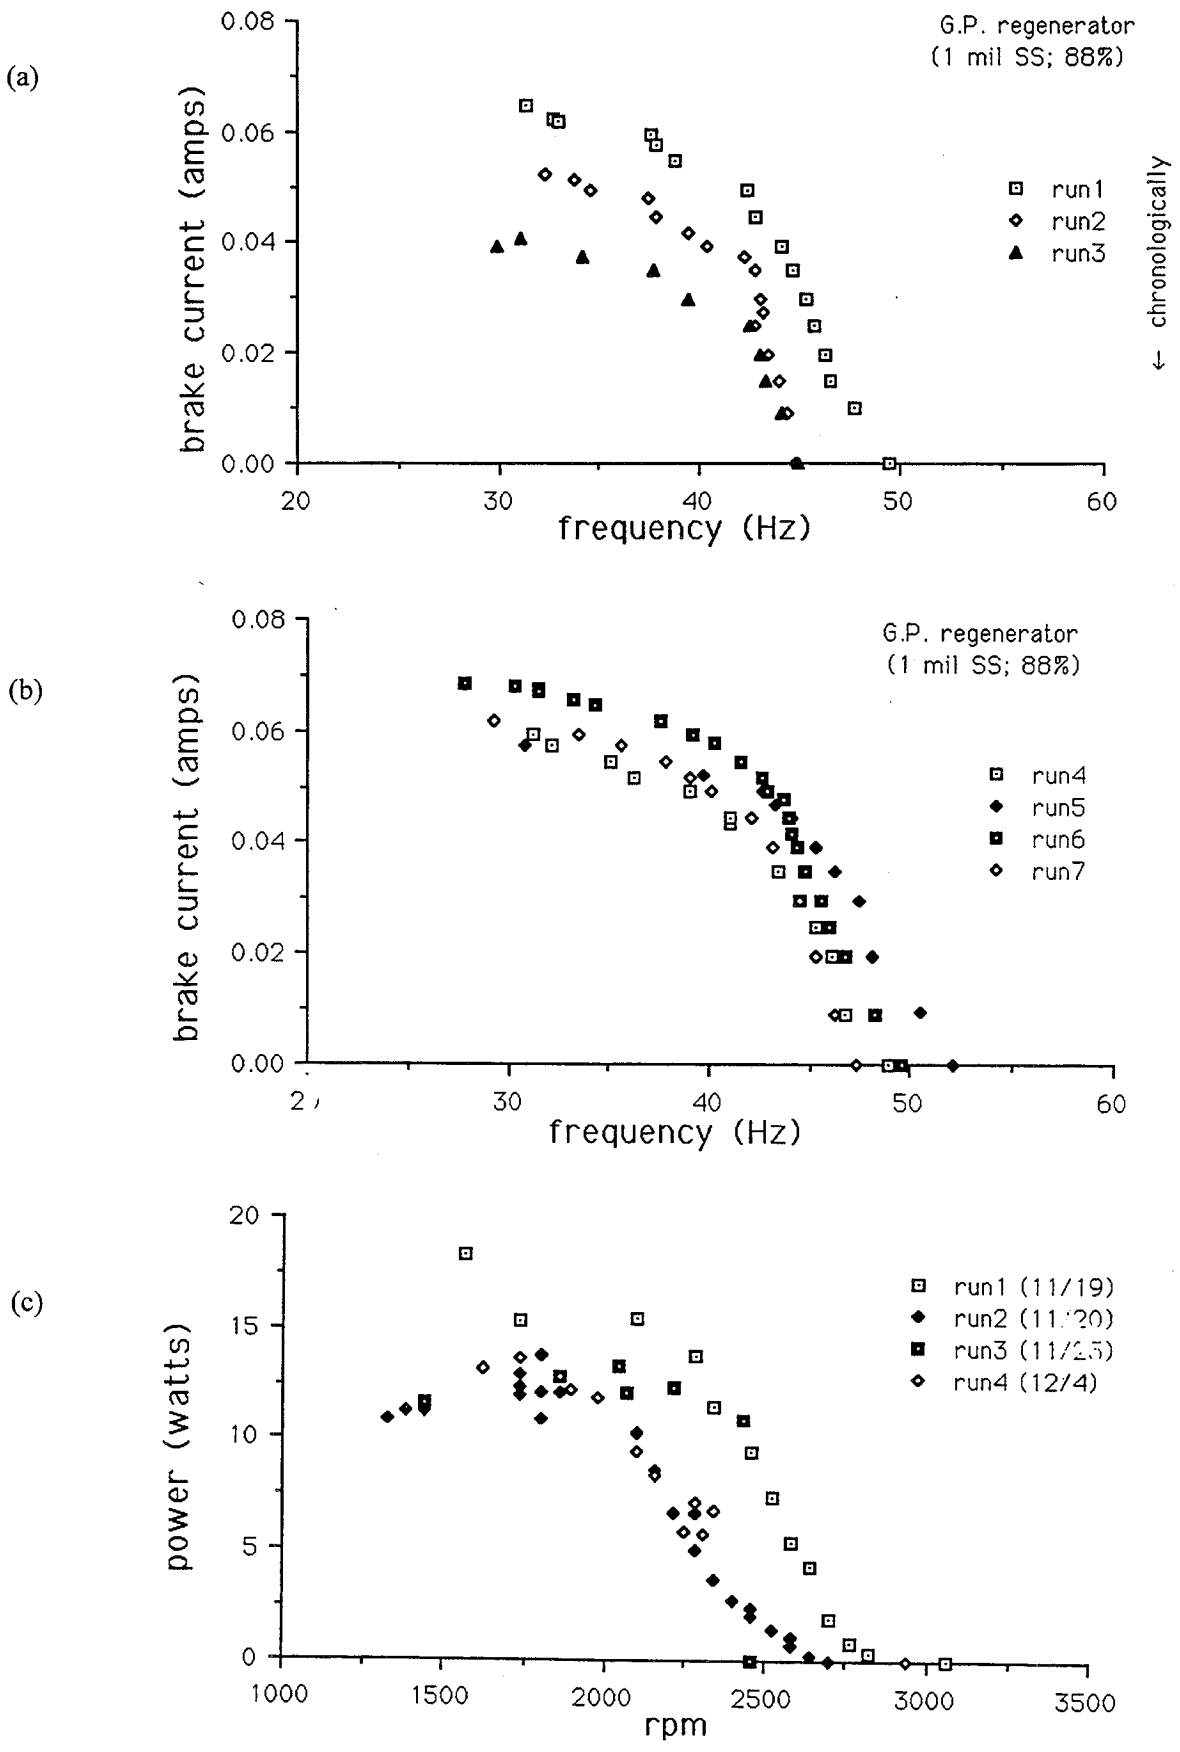 (a)
G.P. regenerator
(1 mil SS; 88%)
brake current (amps)
0.08
0.06
0.04
0.02
0.00
run1
run2
run3
← chronologically
20 30 40 50 60
frequency (Hz)
(b)
G.P. regenerator
(1 mil SS; 88%)
brake current (amps)
0.08
0.06
0.04
0.02
0.00
run4
run5
run6
run7
30 40 50 60
frequency (Hz)
(c)
power (watts)
20
15
10
5
0
run1 (11/19)
run2
run3
run4 (12/4)
1000 1500 2000 2500 3000 3500
rpm